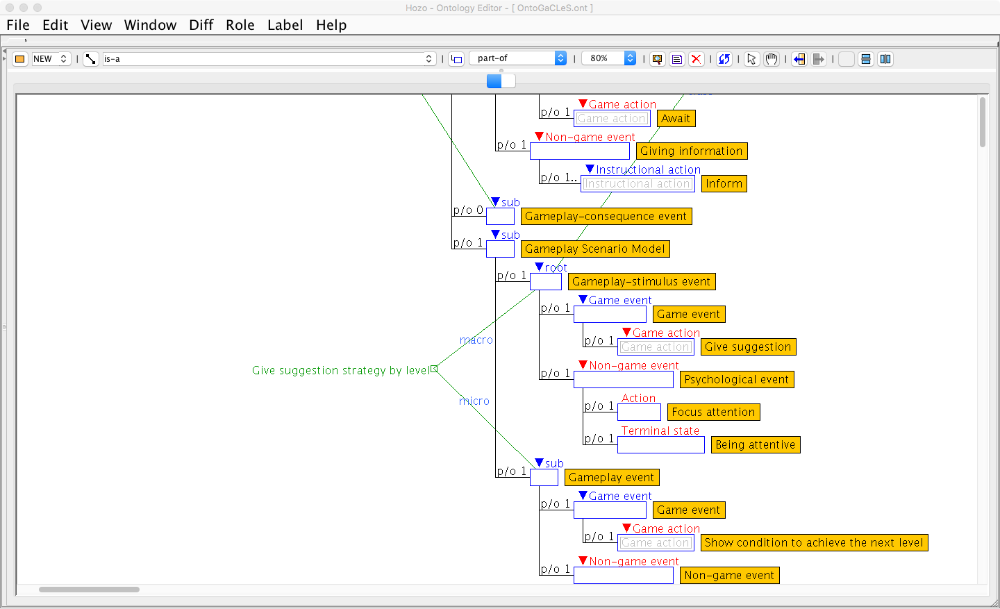 Hozo - Ontology Editor - [ OntoGaCLeS.ont ]
File Edit View Window Diff Role Label Help
NEW is-a part-of 80%
Game action
p/o 1 Game action Await
Non-game event
p/o 1 Giving information
Instructional action
p/o 1.. Instructional action Inform
sub
p/o 0 Gameplay-consequence event
sub
p/o 1 Gameplay Scenario Model
root
p/o 1 Gameplay-stimulus event
Game event
p/o 1 Game event
Game action
macro
p/o 1 Game action Give suggestion
Non-game event
Give suggestion strategy by level
p/o 1 Psychological event
Action
micro
p/o 1 Focus attention
Terminal state
p/o 1 Being attentive
sub
p/o 1 Gameplay event
Game event
p/o 1 Game event
Game action
p/o 1 Game action Show condition to achieve the next level
Non-game event
p/o 1 Non-game event